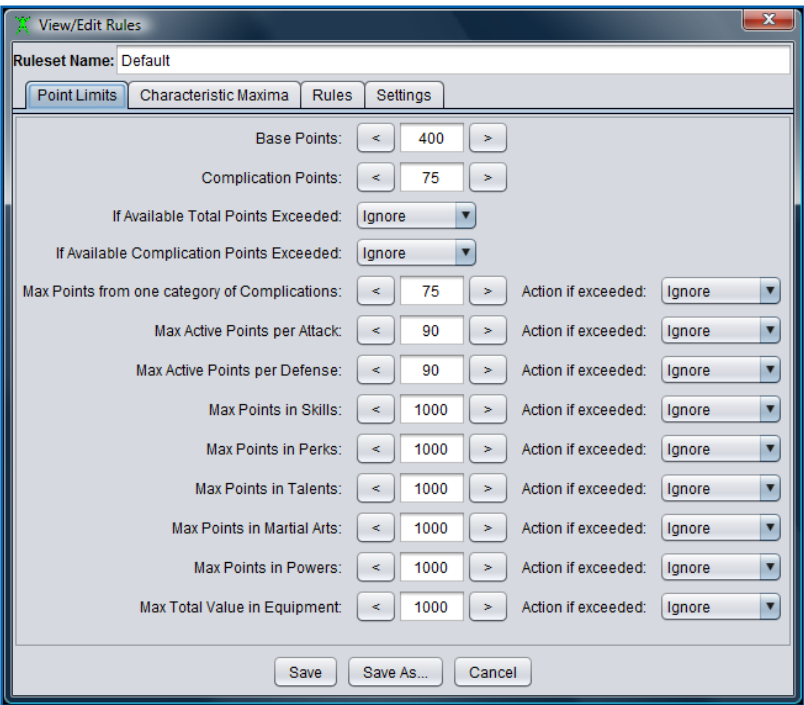 View/Edit Rules
Ruleset Name: Default
Point Limits Characteristic Maxima Rules Settings
Base Points: < 400 >
Complication Points: < 75 >
If Available Total Points Exceeded: Ignore
If Available Complication Points Exceeded: Ignore
Max Points from one category of Complications: < 75 > Action if exceeded: Ignore
Max Active Points per Attack: < 90 > Action if exceeded: Ignore
Max Active Points per Defense: < 90 > Action if exceeded: Ignore
Max Points in Skills: < 1000 > Action if exceeded: Ignore
Max Points in Perks: < 1000 > Action if exceeded: Ignore
Max Points in Talents: < 1000 > Action if exceeded: Ignore
Max Points in Martial Arts: < 1000 > Action if exceeded: Ignore
Max Points in Powers: < 1000 > Action if exceeded: Ignore
Max Total Value in Equipment: < 1000 > Action if exceeded: Ignore
Save Save As... Cancel